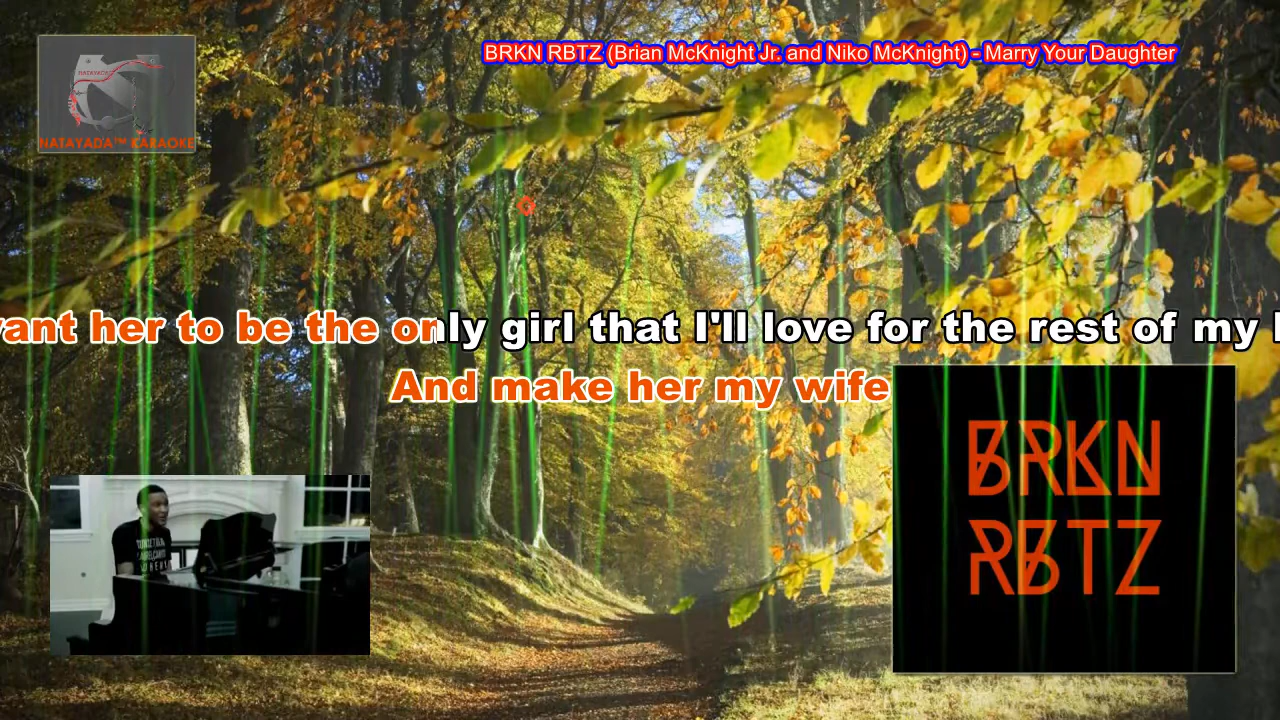 BRKN RBTZ (Brian McKnight Jr. and Niko McKnight) - Marry Your Daughter
NATAYADA™ KARAOKE
her to be the only girl that I'll love for the rest of my
And make her my wife
BRKN
RBTZ